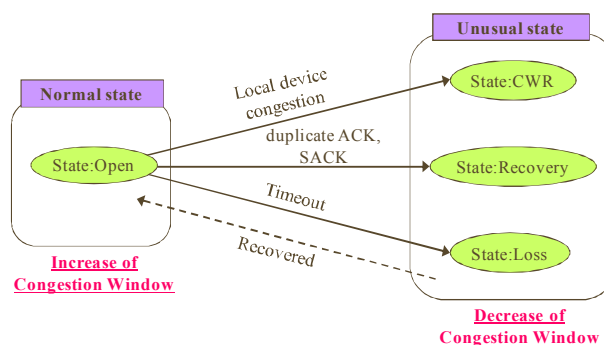 Unusual state
Normal state
State:CWR
Local device
congestion
duplicate ACK,
SACK
State:Open
State:Recovery
Timeout
Recovered
State:Loss
Increase of
Congestion Window
Decrease of
Congestion Window